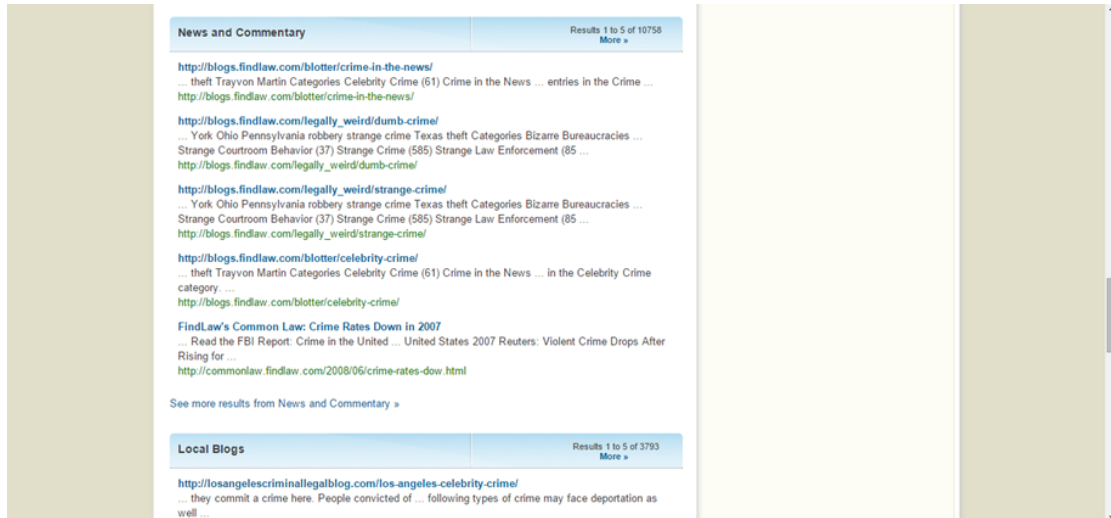 News and Commentary
Results 1 to 5 of 10758
More »
http://blogs.findlaw.com/blotter/crime-in-the-news/
... theft Trayvon Martin Categories Celebrity Crime (61) Crime in the News ... entries in the Crime ...
http://blogs.findlaw.com/blotter/crime-in-the-news/
http://blogs.findlaw.com/legally_weird/dumb-crime/
... York Ohio Pennsylvania robbery strange crime Texas theft Categories Bizarre Bureaucracies ...
Strange Courtroom Behavior (37) Strange Crime (585) Strange Law Enforcement (85 ...
http://blogs.findlaw.com/legally_weird/dumb-crime/
http://blogs.findlaw.com/legally_weird/strange-crime/
... York Ohio Pennsylvania robbery strange crime Texas theft Categories Bizarre Bureaucracies ...
Strange Courtroom Behavior (37) Strange Crime (585) Strange Law Enforcement (85 ...
http://blogs.findlaw.com/legally_weird/strange-crime/
http://blogs.findlaw.com/blotter/celebrity-crime/
... theft Trayvon Martin Categories Celebrity Crime (61) Crime in the News ... in the Celebrity Crime
category. ...
http://blogs.findlaw.com/blotter/celebrity-crime/
FindLaw's Common Law: Crime Rates Down in 2007
... Read the FBI Report: Crime in the United ... United States 2007 Reuters: Violent Crime Drops After
Rising for ...
http://commonlaw.findlaw.com/2008/06/crime-rates-dow.html
See more results from News and Commentary »
Local Blogs
Results 1 to 5 of 3793
More »
http://losangelescriminallegalblog.com/los-angeles-celebrity-crime/
... they commit a crime here. People convicted of ... following types of crime may face deportation as
well ...